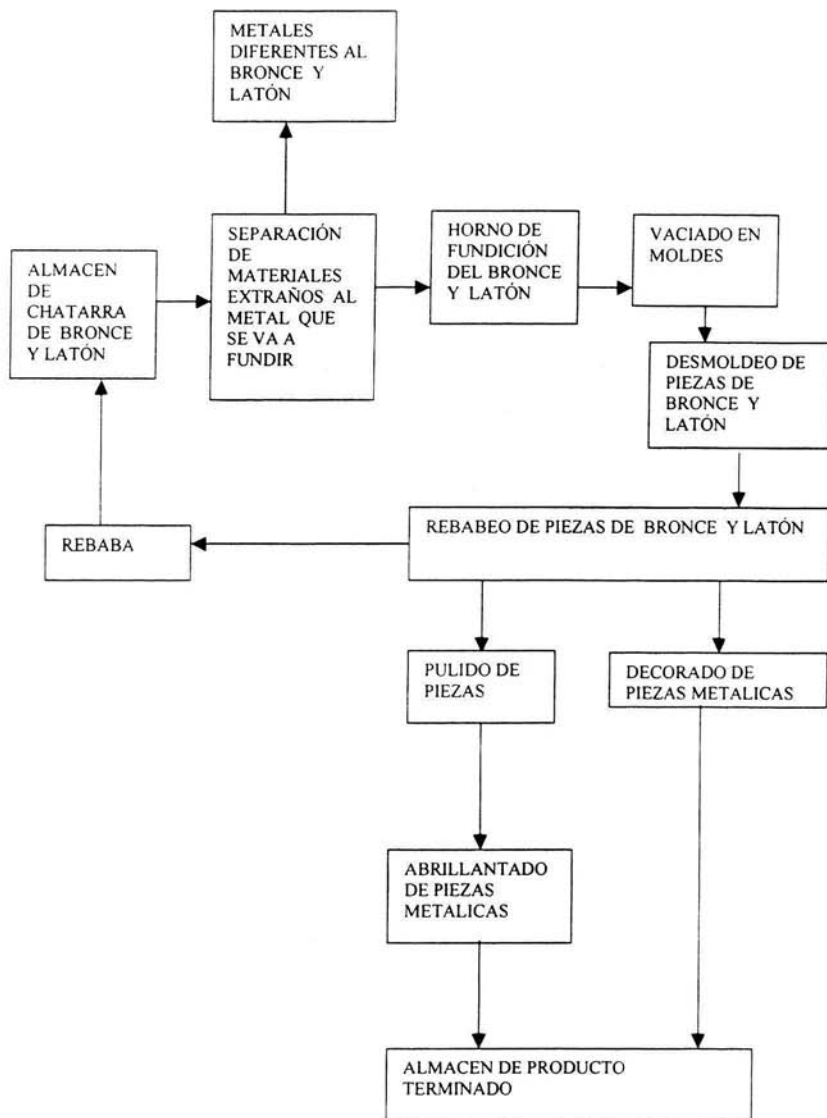 METALES
DIFERENTES AL
BRONCE Y
LATÓN
ALMACEN
DE
CHATARRA
DE BRONCE
Y LATÓN
SEPARACIÓN
DE
MATERIALES
EXTRAÑOS AL
METAL QUE
SE VA A
FUNDIR
HORNO DE
FUNDICIÓN
DEL BRONCE
Y LATÓN
VACIADO EN
MOLDES
DESMOLDEO DE
PIEZAS DE
BRONCE Y
LATÓN
REBABEO DE PIEZAS DE BRONCE Y LATÓN
REBABA
PULIDO DE
PIEZAS
DECORADO DE
PIEZAS METALICAS
ABRILLANTADO
DE PIEZAS
METALICAS
ALMACEN DE PRODUCTO
TERMINADO